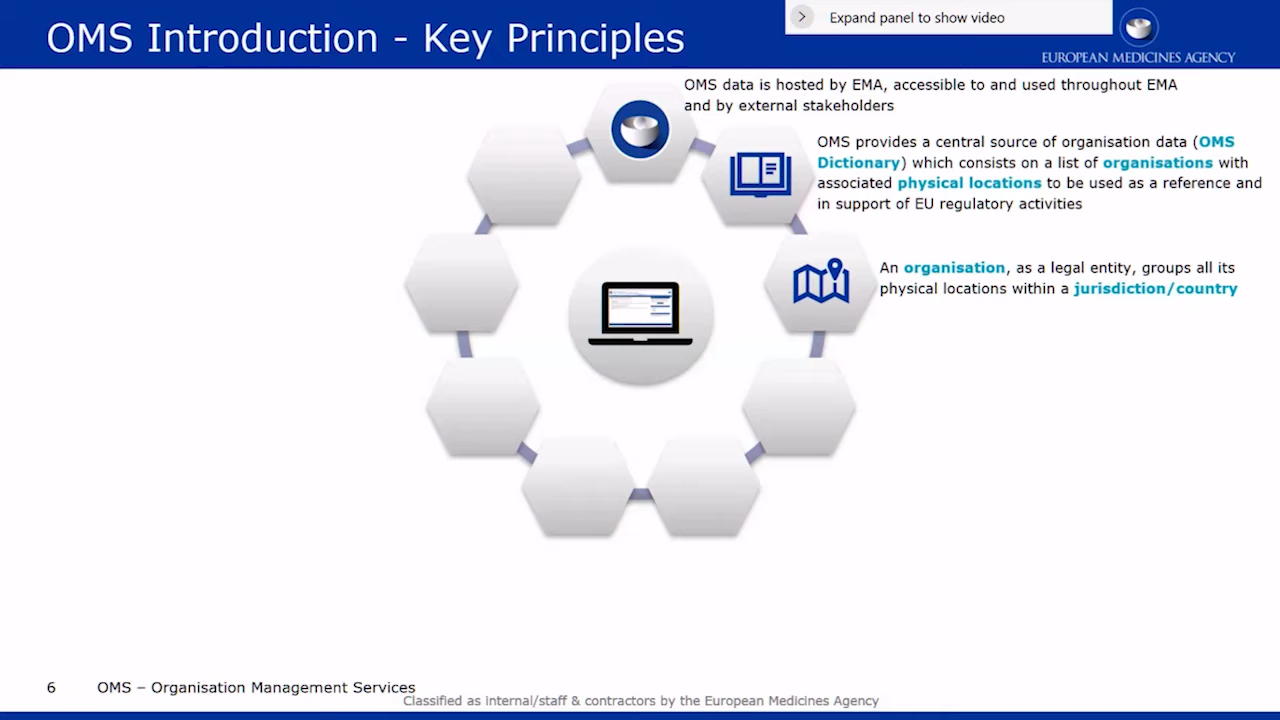 OMS Introduction - Key Principles
Expand panel to show video
EUROPEAN MEDICINES AGENCY
OMS data is hosted by EMA, accessible to and used throughout EMA
and by external stakeholders
OMS provides a central source of organisation data (OMS
Dictionary) which consists on a list of organisations with
associated physical locations to be used as a reference and
in support of EU regulatory activities
An organisation, as a legal entity, groups all its
physical locations within a jurisdiction/country
6 OMS – Organisation Management Services
Classified as internal/staff & contractors by the European Medicines Agency